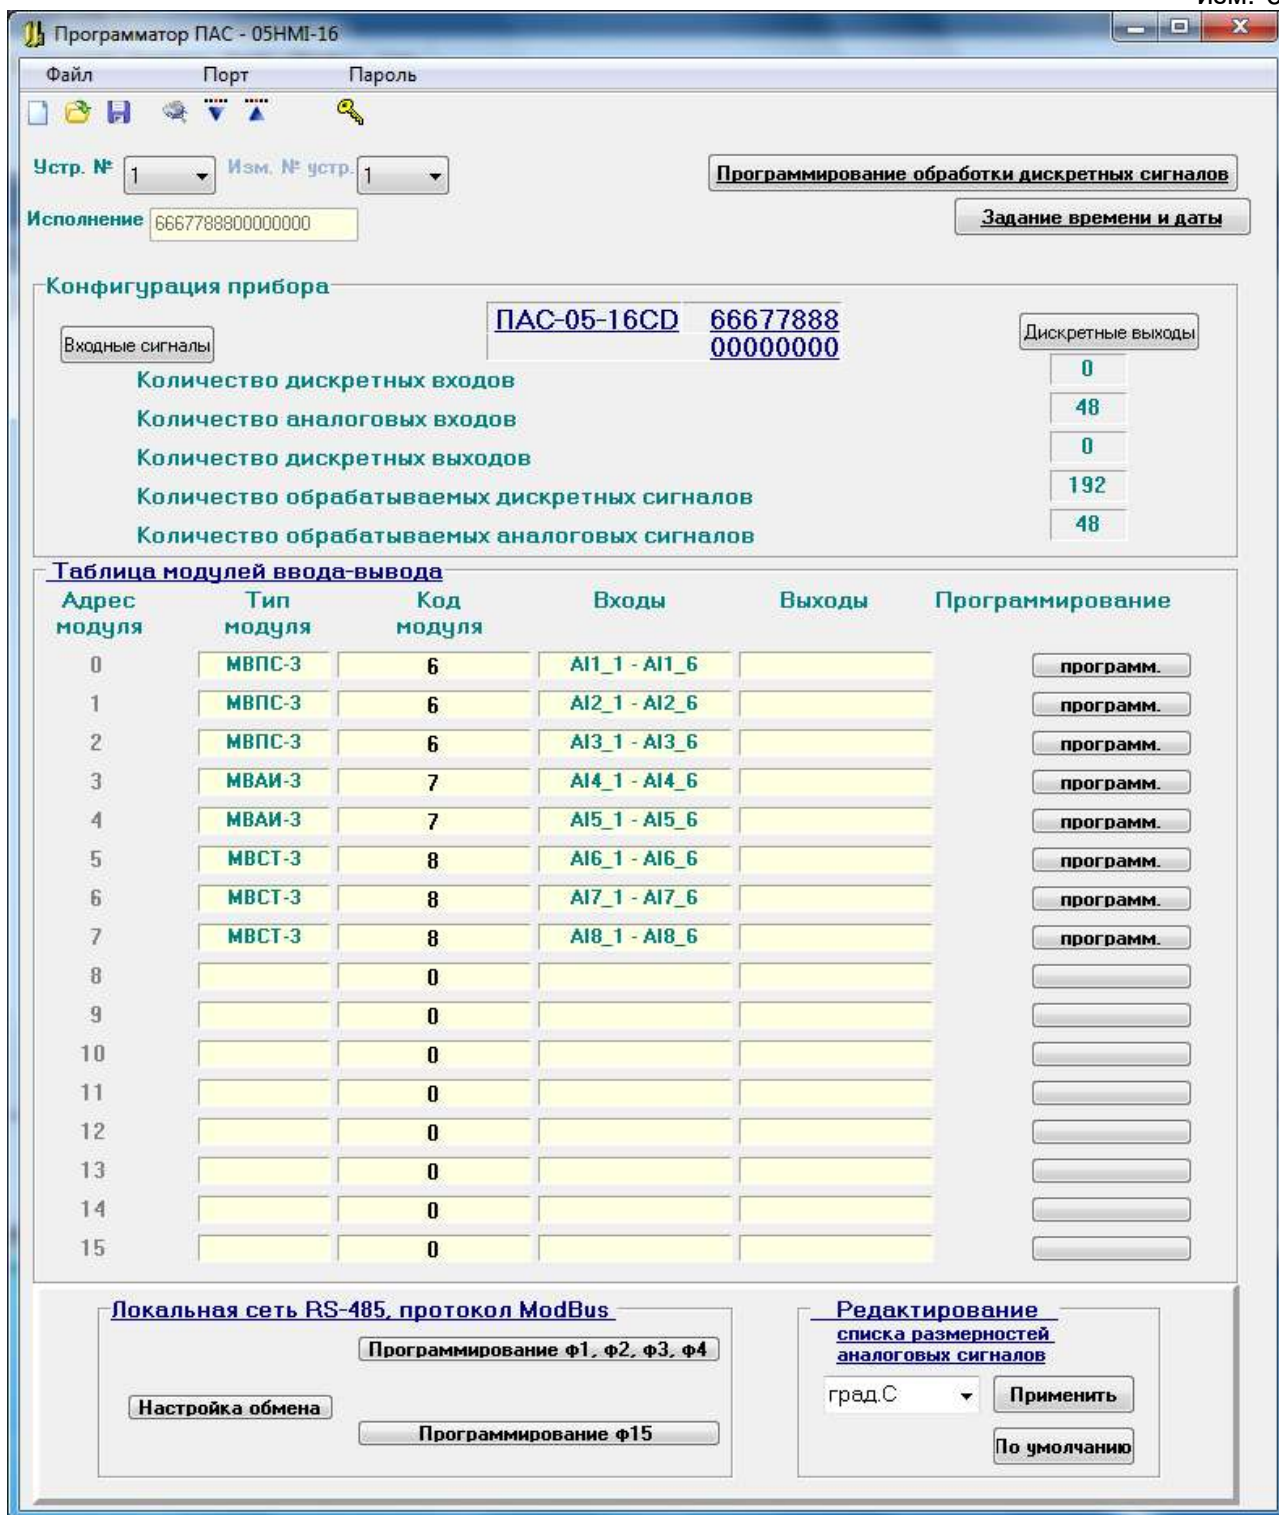 Программатор ПАС - 05HMI-16
Файл Порт Пароль
Устр. № 1 Изм. № устр. 1
Программирование обработки дискретных сигналов
Задание времени и даты
Исполнение 6667788800000000
Конфигурация прибора
Входные сигналы
ПАС-05-16CD 66677888
00000000
Дискретные выходы
Количество дискретных входов 0
Количество аналоговых входов 48
Количество дискретных выходов 0
Количество обрабатываемых дискретных сигналов 192
Количество обрабатываемых аналоговых сигналов 48
Таблица модулей ввода-вывода
Адрес Тип Код Входы Выходы Программирование
модуля модуля модуля
0 МВПС-3 6 AI1_1 - AI1_6 программ.
1 МВПС-3 6 AI2_1 - AI2_6 программ.
2 МВПС-3 6 AI3_1 - AI3_6 программ.
3 МВАИ-3 7 AI4_1 - AI4_6 программ.
4 МВАИ-3 7 AI5_1 - AI5_6 программ.
5 МВСТ-3 8 AI6_1 - AI6_6 программ.
6 МВСТ-3 8 AI7_1 - AI7_6 программ.
7 МВСТ-3 8 AI8_1 - AI8_6 программ.
8 0
9 0
10 0
11 0
12 0
13 0
14 0
15 0
Локальная сеть RS-485, протокол ModBus
Программирование ф1, ф2, ф3, ф4
Настройка обмена
Программирование ф15
Редактирование
списка размерностей
аналоговых сигналов
град.С Применить
По умолчанию